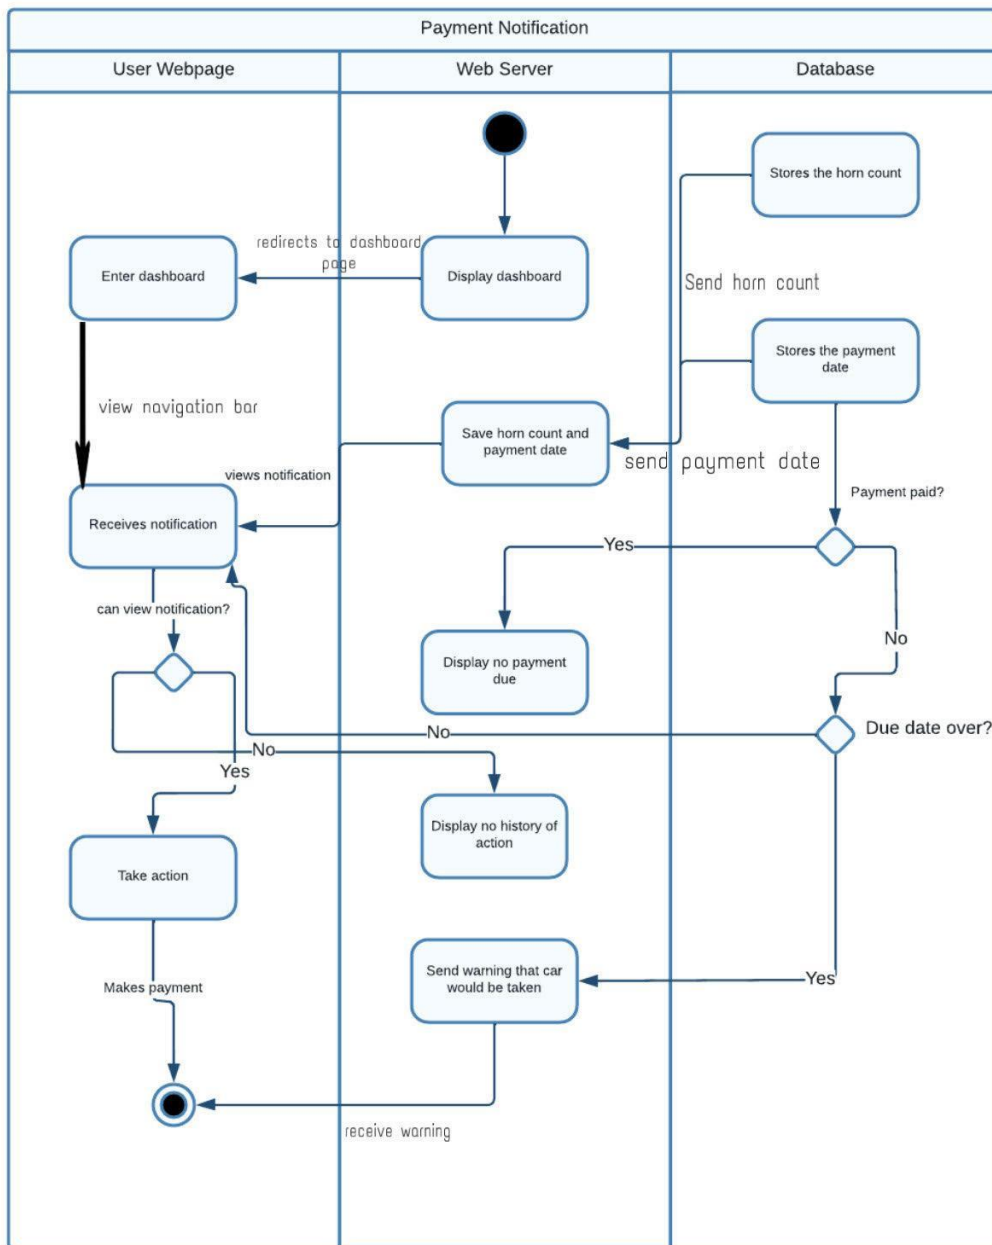 Payment Notification
User Webpage
Web Server
Database
Stores the horn count
redirects to dashboard
page
Enter dashboard
Display dashboard
Send horn count
Stores the payment
date
view navigation bar
Save horn count and
payment date
send payment date
views notification
Payment paid?
Receives notification
Yes
can view notification?
No
Display no payment
due
Due date over?
No
No
Yes
Display no history of
action
Take action
Send warning that car
would be taken
Yes
Makes payment
receive warning